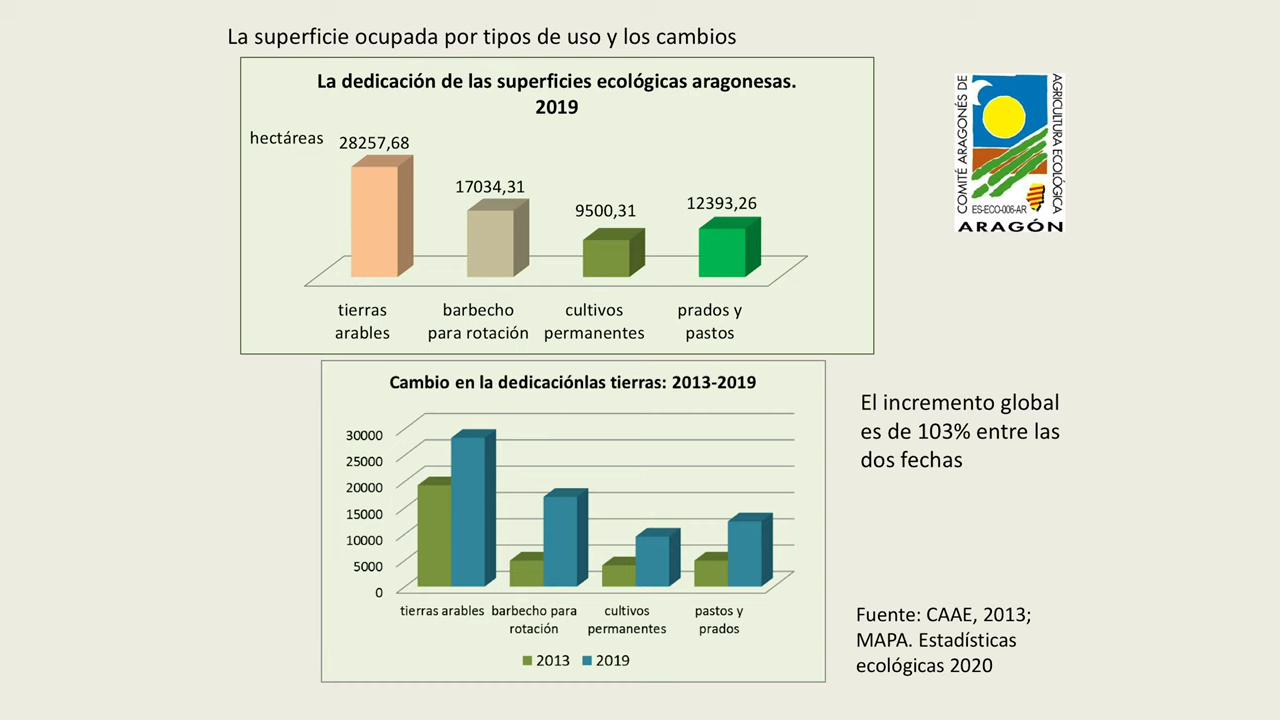 La superficie ocupada por tipos de uso y los cambios
La dedicación de las superficies ecológicas aragonesas.
2019
hectáreas
28257,68
17034,31
9500,31
12393,26
tierras
arables
barbecho
para rotación
cultivos
permanentes
prados y
pastos
COMITÉ ARAGONÉS DE
AGRICULTURA ECOLÓGICA
ES-ECO-006-AR
ARAGÓN
Cambio en la dedicaciónlas tierras: 2013-2019
30000
25000
20000
15000
10000
5000
0
tierras arables
barbecho para
rotación
cultivos
permanentes
pastos y
prados
2013
2019
El incremento global
es de 103% entre las
dos fechas
Fuente: CAAE, 2013;
MAPA. Estadísticas
ecológicas 2020